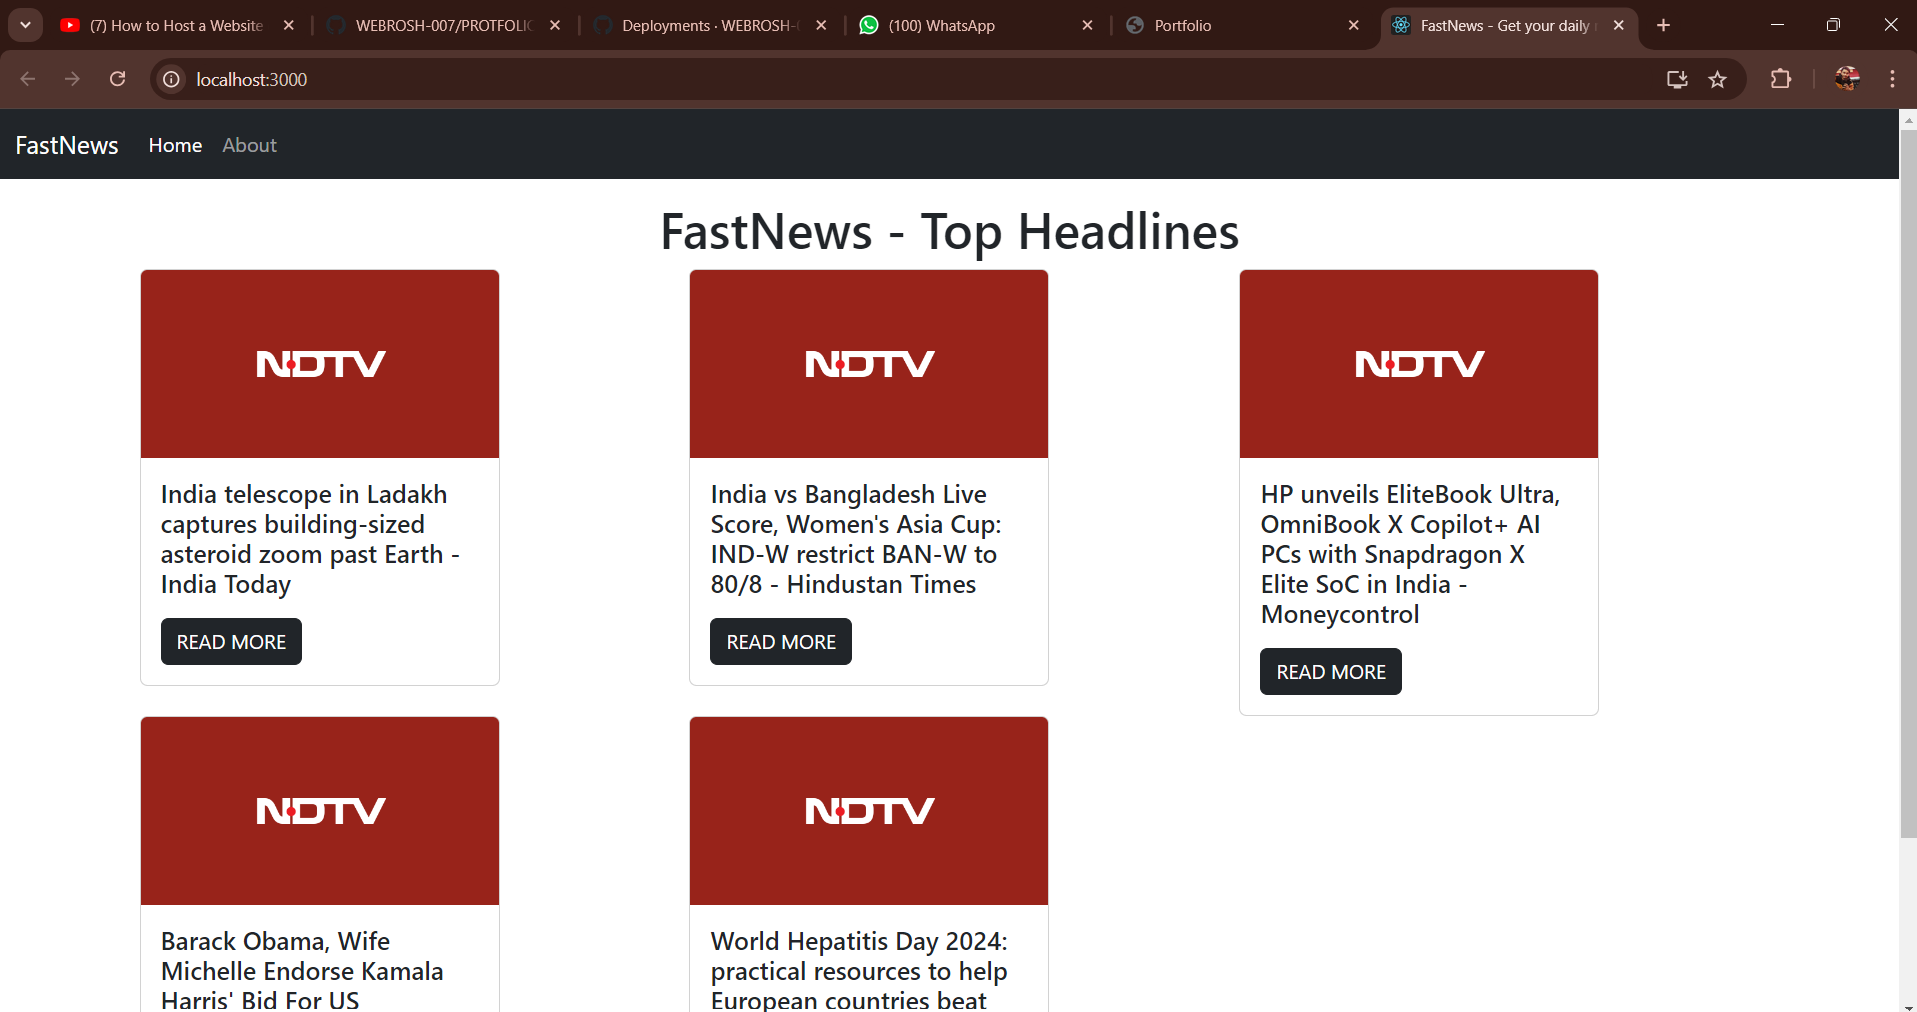 (7) How to Host a Website
WEBROSH-007/PROTFOLIO
Deployments · WEBROSH-
(100) WhatsApp
Portfolio
FastNews - Get your daily
localhost:3000
FastNews Home About
FastNews - Top Headlines
NDTV
India telescope in Ladakh
captures building-sized
asteroid zoom past Earth -
India Today
READ MORE
NDTV
India vs Bangladesh Live
Score, Women's Asia Cup:
IND-W restrict BAN-W to
80/8 - Hindustan Times
READ MORE
NDTV
HP unveils EliteBook Ultra,
OmniBook X Copilot+ AI
PCs with Snapdragon X
Elite SoC in India -
Moneycontrol
READ MORE
NDTV
Barack Obama, Wife
Michelle Endorse Kamala
Harris' Bid For US
NDTV
World Hepatitis Day 2024:
practical resources to help
European countries beat